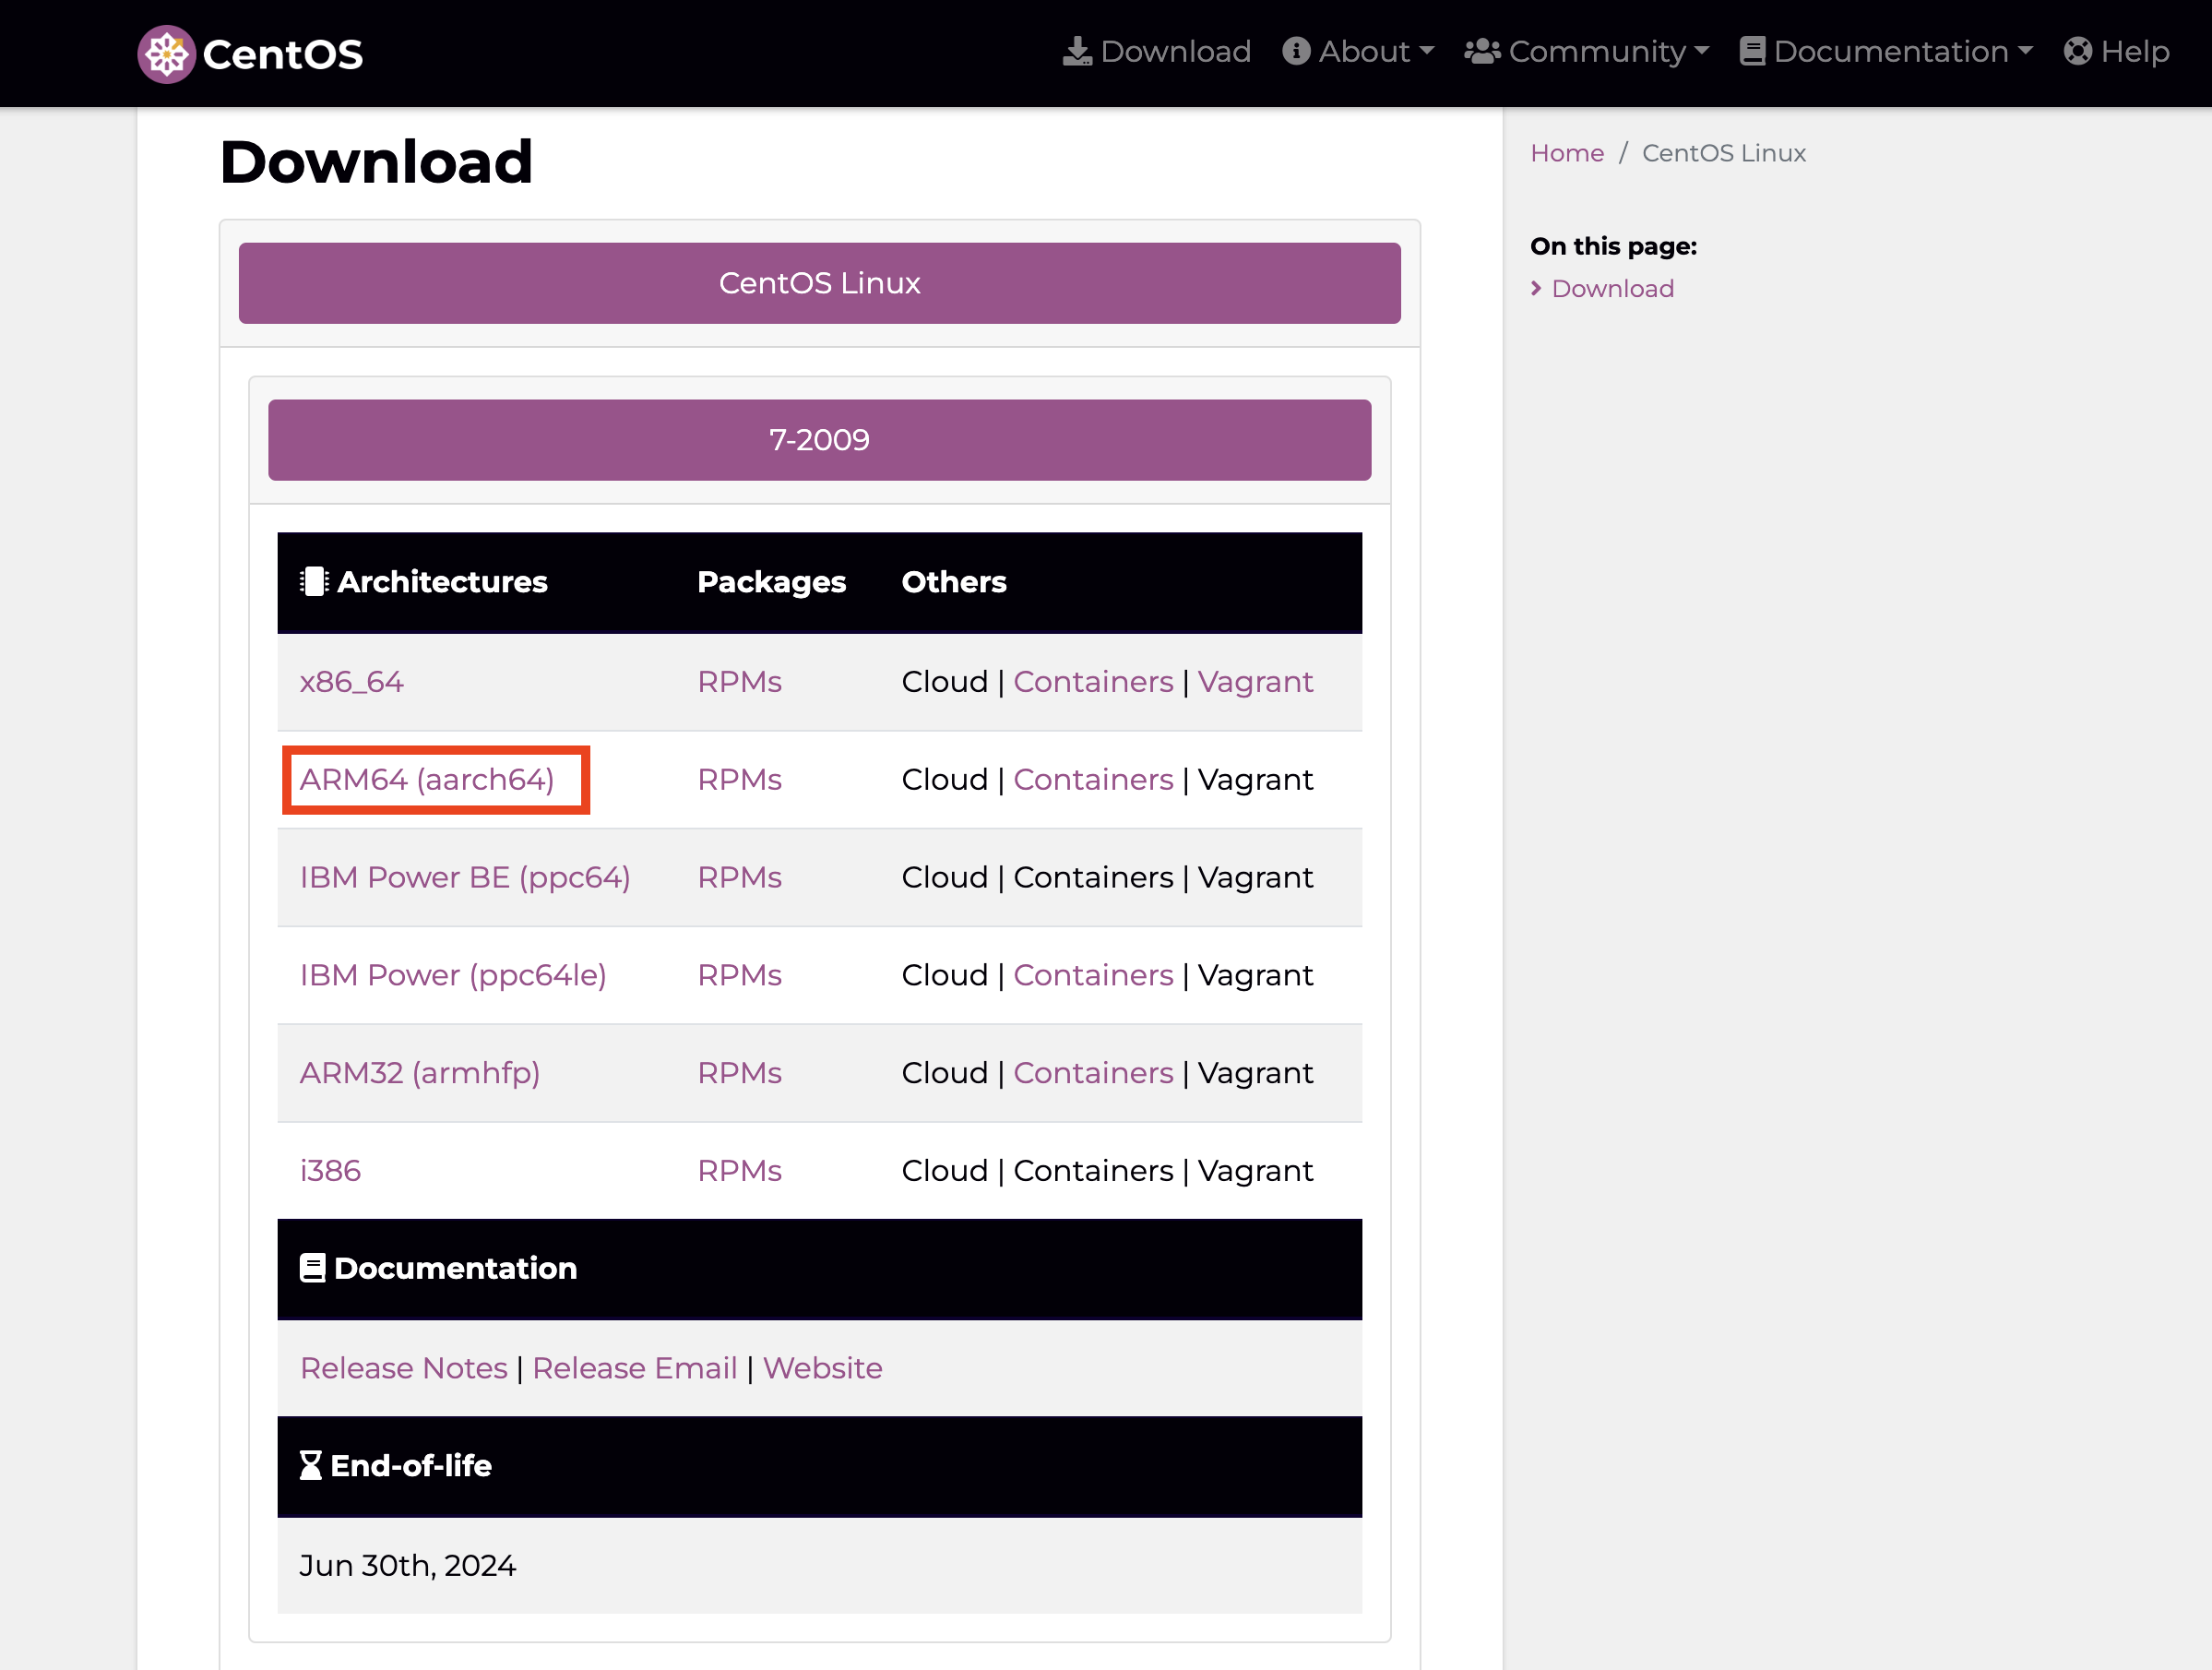 CentOS
Download About Community Documentation Help
Download
Home / CentOS Linux
On this page:
Download
CentOS Linux
7-2009
Architectures Packages Others
x86_64 RPMs Cloud | Containers | Vagrant
ARM64 (aarch64) RPMs Cloud | Containers | Vagrant
IBM Power BE (ppc64) RPMs Cloud | Containers | Vagrant
IBM Power (ppc64le) RPMs Cloud | Containers | Vagrant
ARM32 (armhfp) RPMs Cloud | Containers | Vagrant
i386 RPMs Cloud | Containers | Vagrant
Documentation
Release Notes | Release Email | Website
End-of-life
Jun 30th, 2024